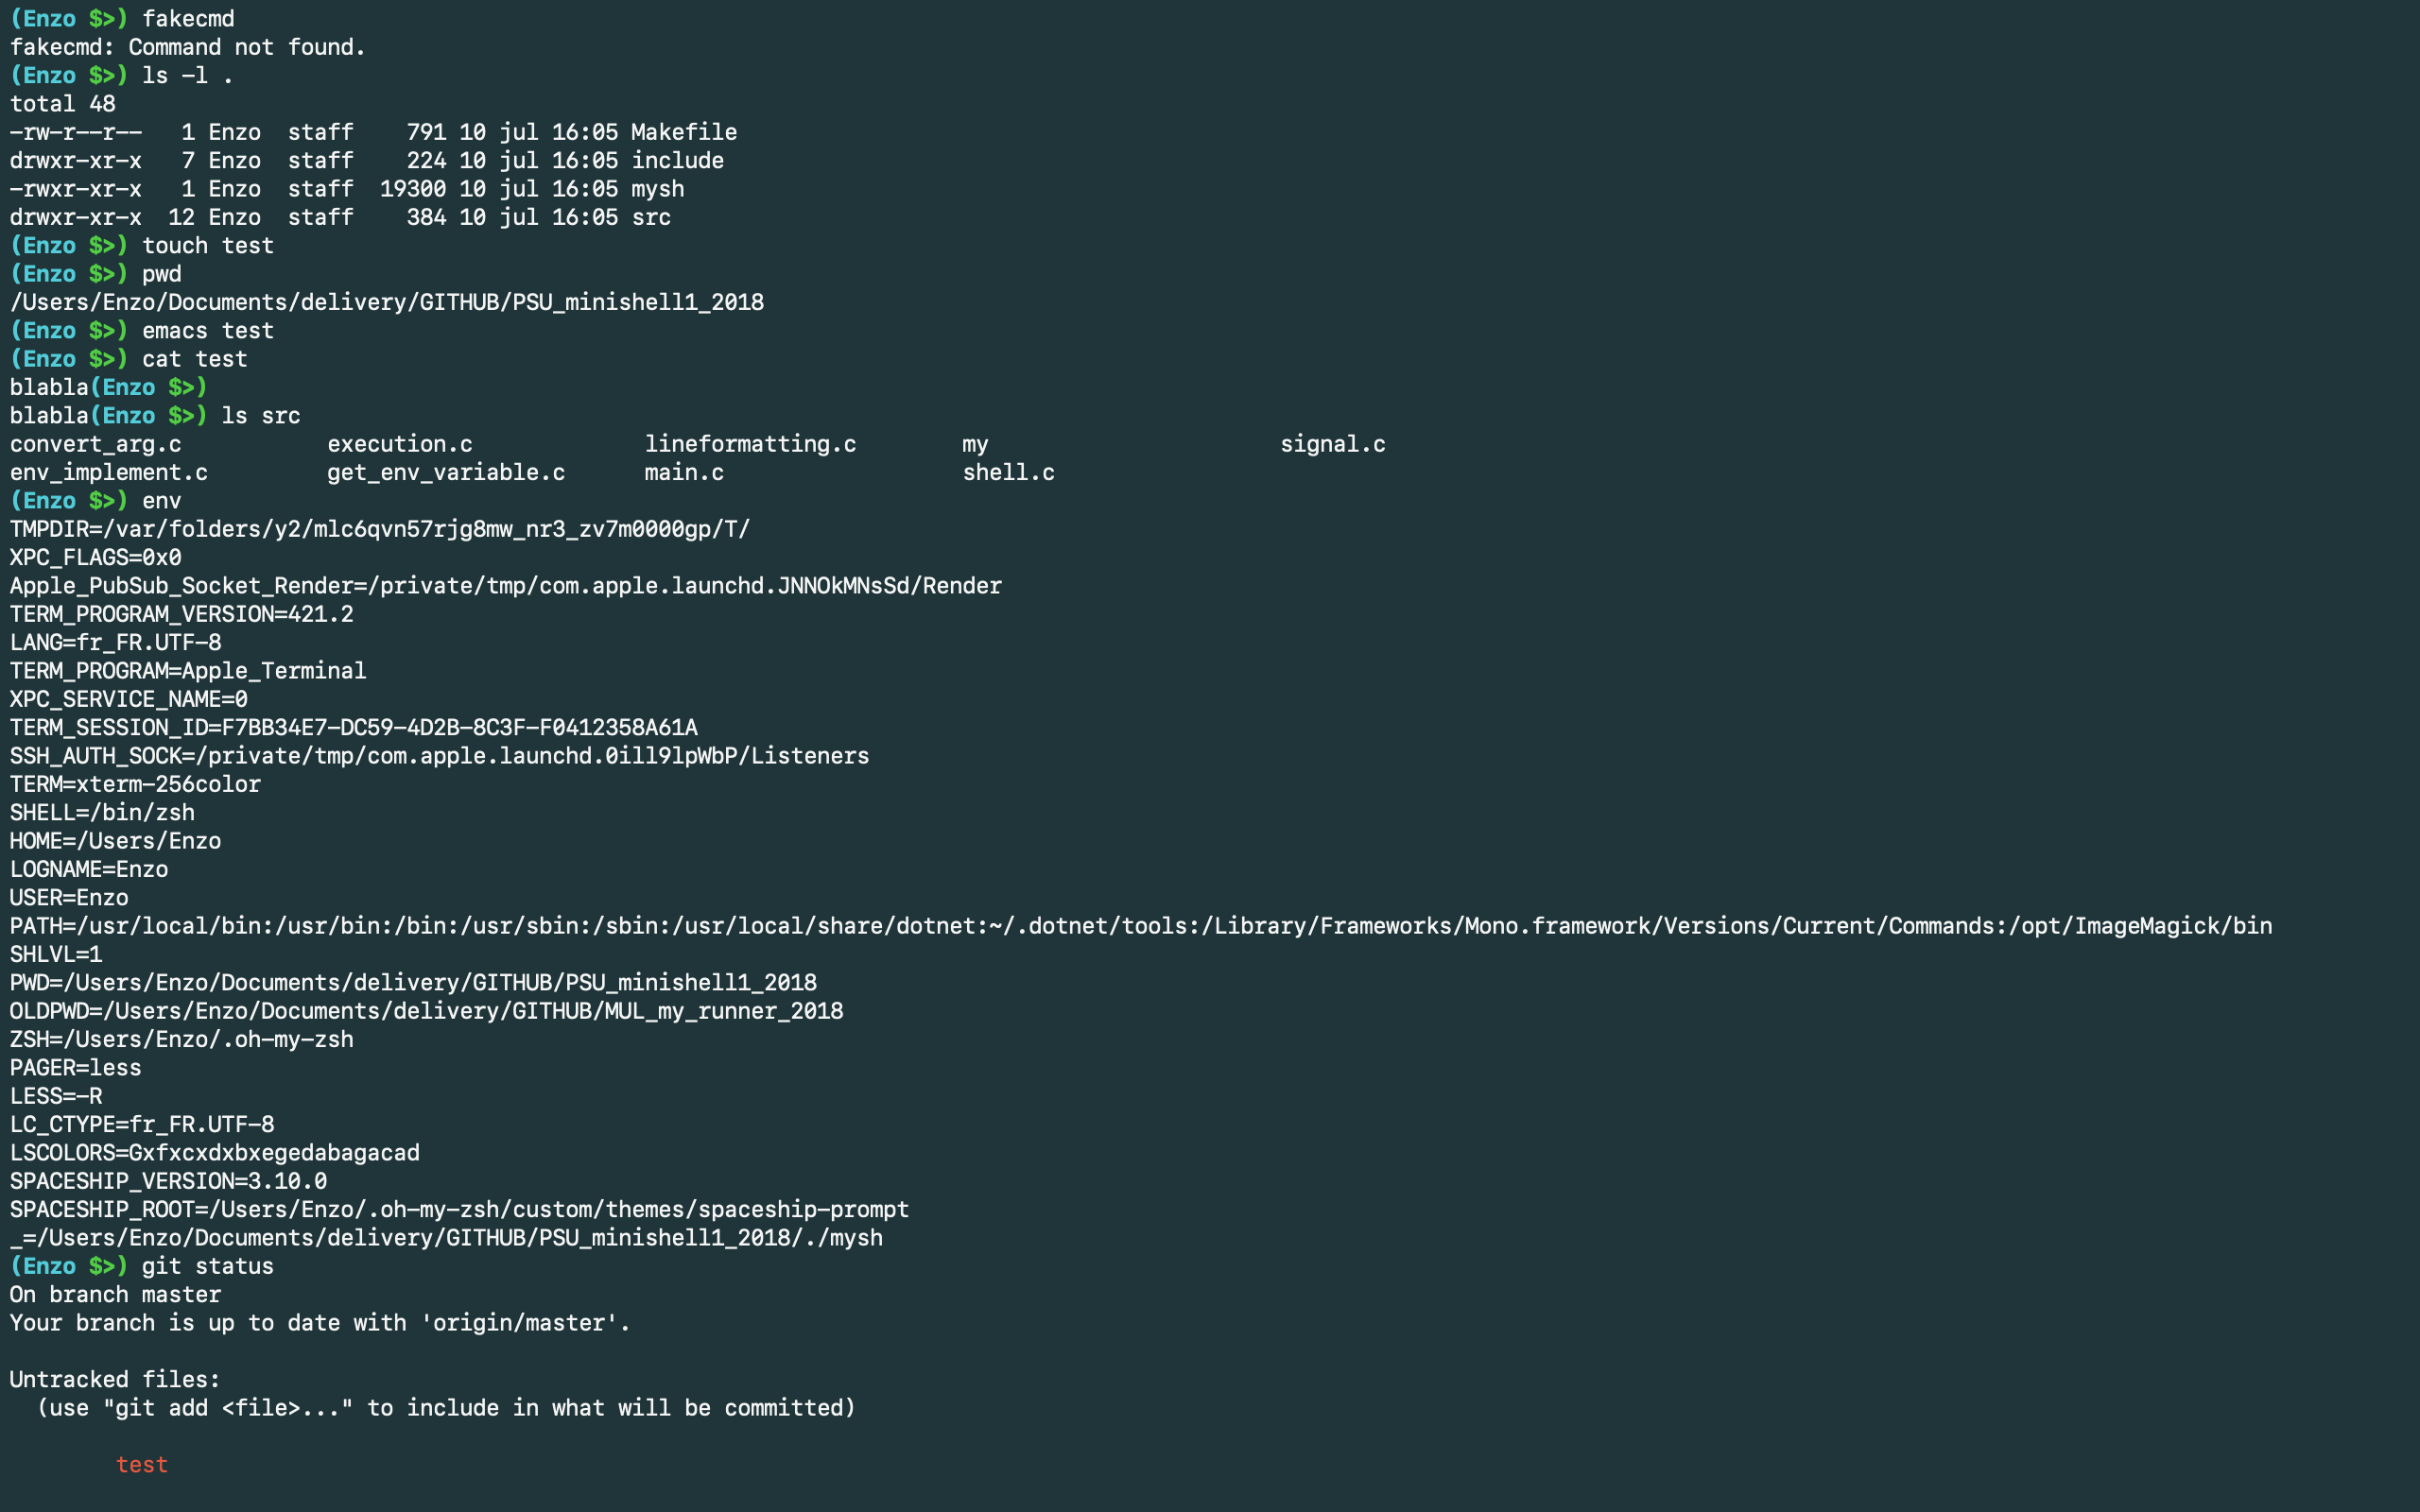 (Enzo $>) fakecmd
fakecmd: Command not found.
(Enzo $>) ls -l .
total 48
-rw-r--r--   1 Enzo  staff    791 10 jul 16:05 Makefile
drwxr-xr-x   7 Enzo  staff    224 10 jul 16:05 include
-rwxr-xr-x   1 Enzo  staff  19300 10 jul 16:05 mysh
drwxr-xr-x  12 Enzo  staff    384 10 jul 16:05 src
(Enzo $>) touch test
(Enzo $>) pwd
/Users/Enzo/Documents/delivery/GITHUB/PSU_minishell1_2018
(Enzo $>) emacs test
(Enzo $>) cat test
blabla(Enzo $>)
blabla(Enzo $>) ls src
convert_arg.c           execution.c             lineformatting.c        my                      signal.c
env_implement.c         get_env_variable.c      main.c                  shell.c
(Enzo $>) env
TMPDIR=/var/folders/y2/mlc6qvn57rjg8mw_nr3_zv7m0000gp/T/
XPC_FLAGS=0x0
Apple_PubSub_Socket_Render=/private/tmp/com.apple.launchd.JNNOkMNsSd/Render
TERM_PROGRAM_VERSION=421.2
LANG=fr_FR.UTF-8
TERM_PROGRAM=Apple_Terminal
XPC_SERVICE_NAME=0
TERM_SESSION_ID=F7BB34E7-DC59-4D2B-8C3F-F0412358A61A
SSH_AUTH_SOCK=/private/tmp/com.apple.launchd.0ill9lpWbP/Listeners
TERM=xterm-256color
SHELL=/bin/zsh
HOME=/Users/Enzo
LOGNAME=Enzo
USER=Enzo
PATH=/usr/local/bin:/usr/bin:/bin:/usr/sbin:/sbin:/usr/local/share/dotnet:~/.dotnet/tools:/Library/Frameworks/Mono.framework/Versions/Current/Commands:/opt/ImageMagick/bin
SHLVL=1
PWD=/Users/Enzo/Documents/delivery/GITHUB/PSU_minishell1_2018
OLDPWD=/Users/Enzo/Documents/delivery/GITHUB/MUL_my_runner_2018
ZSH=/Users/Enzo/.oh-my-zsh
PAGER=less
LESS=-R
LC_CTYPE=fr_FR.UTF-8
LSCOLORS=Gxfxcxdxbxegedabagacad
SPACESHIP_VERSION=3.10.0
SPACESHIP_ROOT=/Users/Enzo/.oh-my-zsh/custom/themes/spaceship-prompt
_=/Users/Enzo/Documents/delivery/GITHUB/PSU_minishell1_2018/./mysh
(Enzo $>) git status
On branch master
Your branch is up to date with 'origin/master'.

Untracked files:
  (use "git add <file>..." to include in what will be committed)

        test